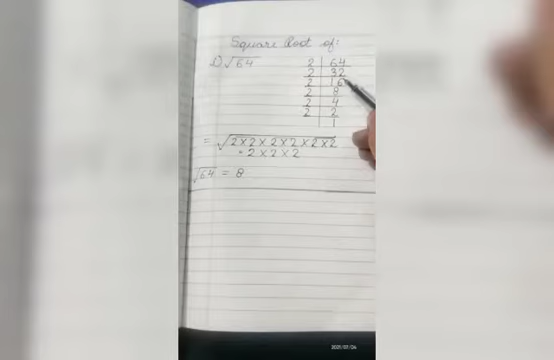 Square Root of:
1) √64
2 | 64
2 | 32
2 | 16
2 | 8
2 | 4
2 | 2
| 1
= √2×2×2×2×2×2
= 2×2×2
√64 = 8
2021/07/04